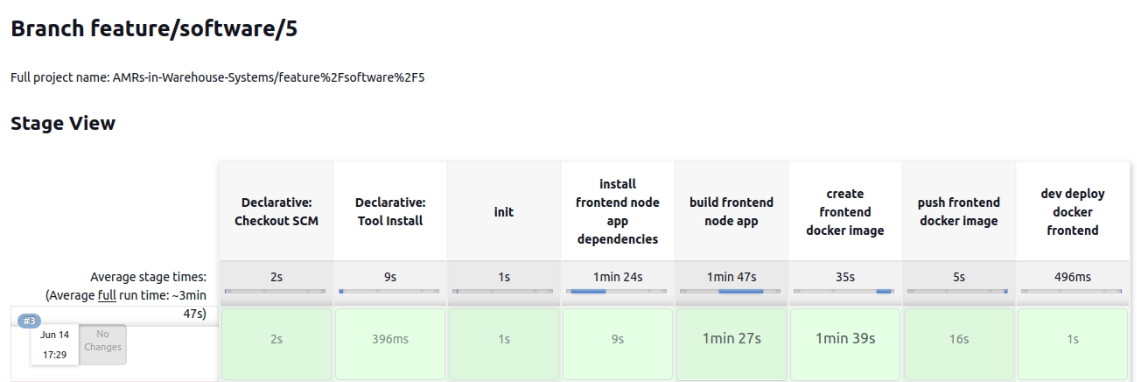 Branch feature/software/5
Full project name: AMRs-in-Warehouse-Systems/feature%2Fsoftware%2F5
Stage View
Declarative:
Checkout SCM
Declarative:
Tool Install
init
install
frontend node
app
dependencies
build frontend
node app
create
frontend
docker image
push frontend
docker image
dev deploy
docker
frontend
Average stage times:
(Average full run time: ~3min
47s)
2s
9s
1s
1min 24s
1min 47s
35s
5s
496ms
#3
Jun 14
17:29
No
Changes
2s
396ms
1s
9s
1min 27s
1min 39s
16s
1s